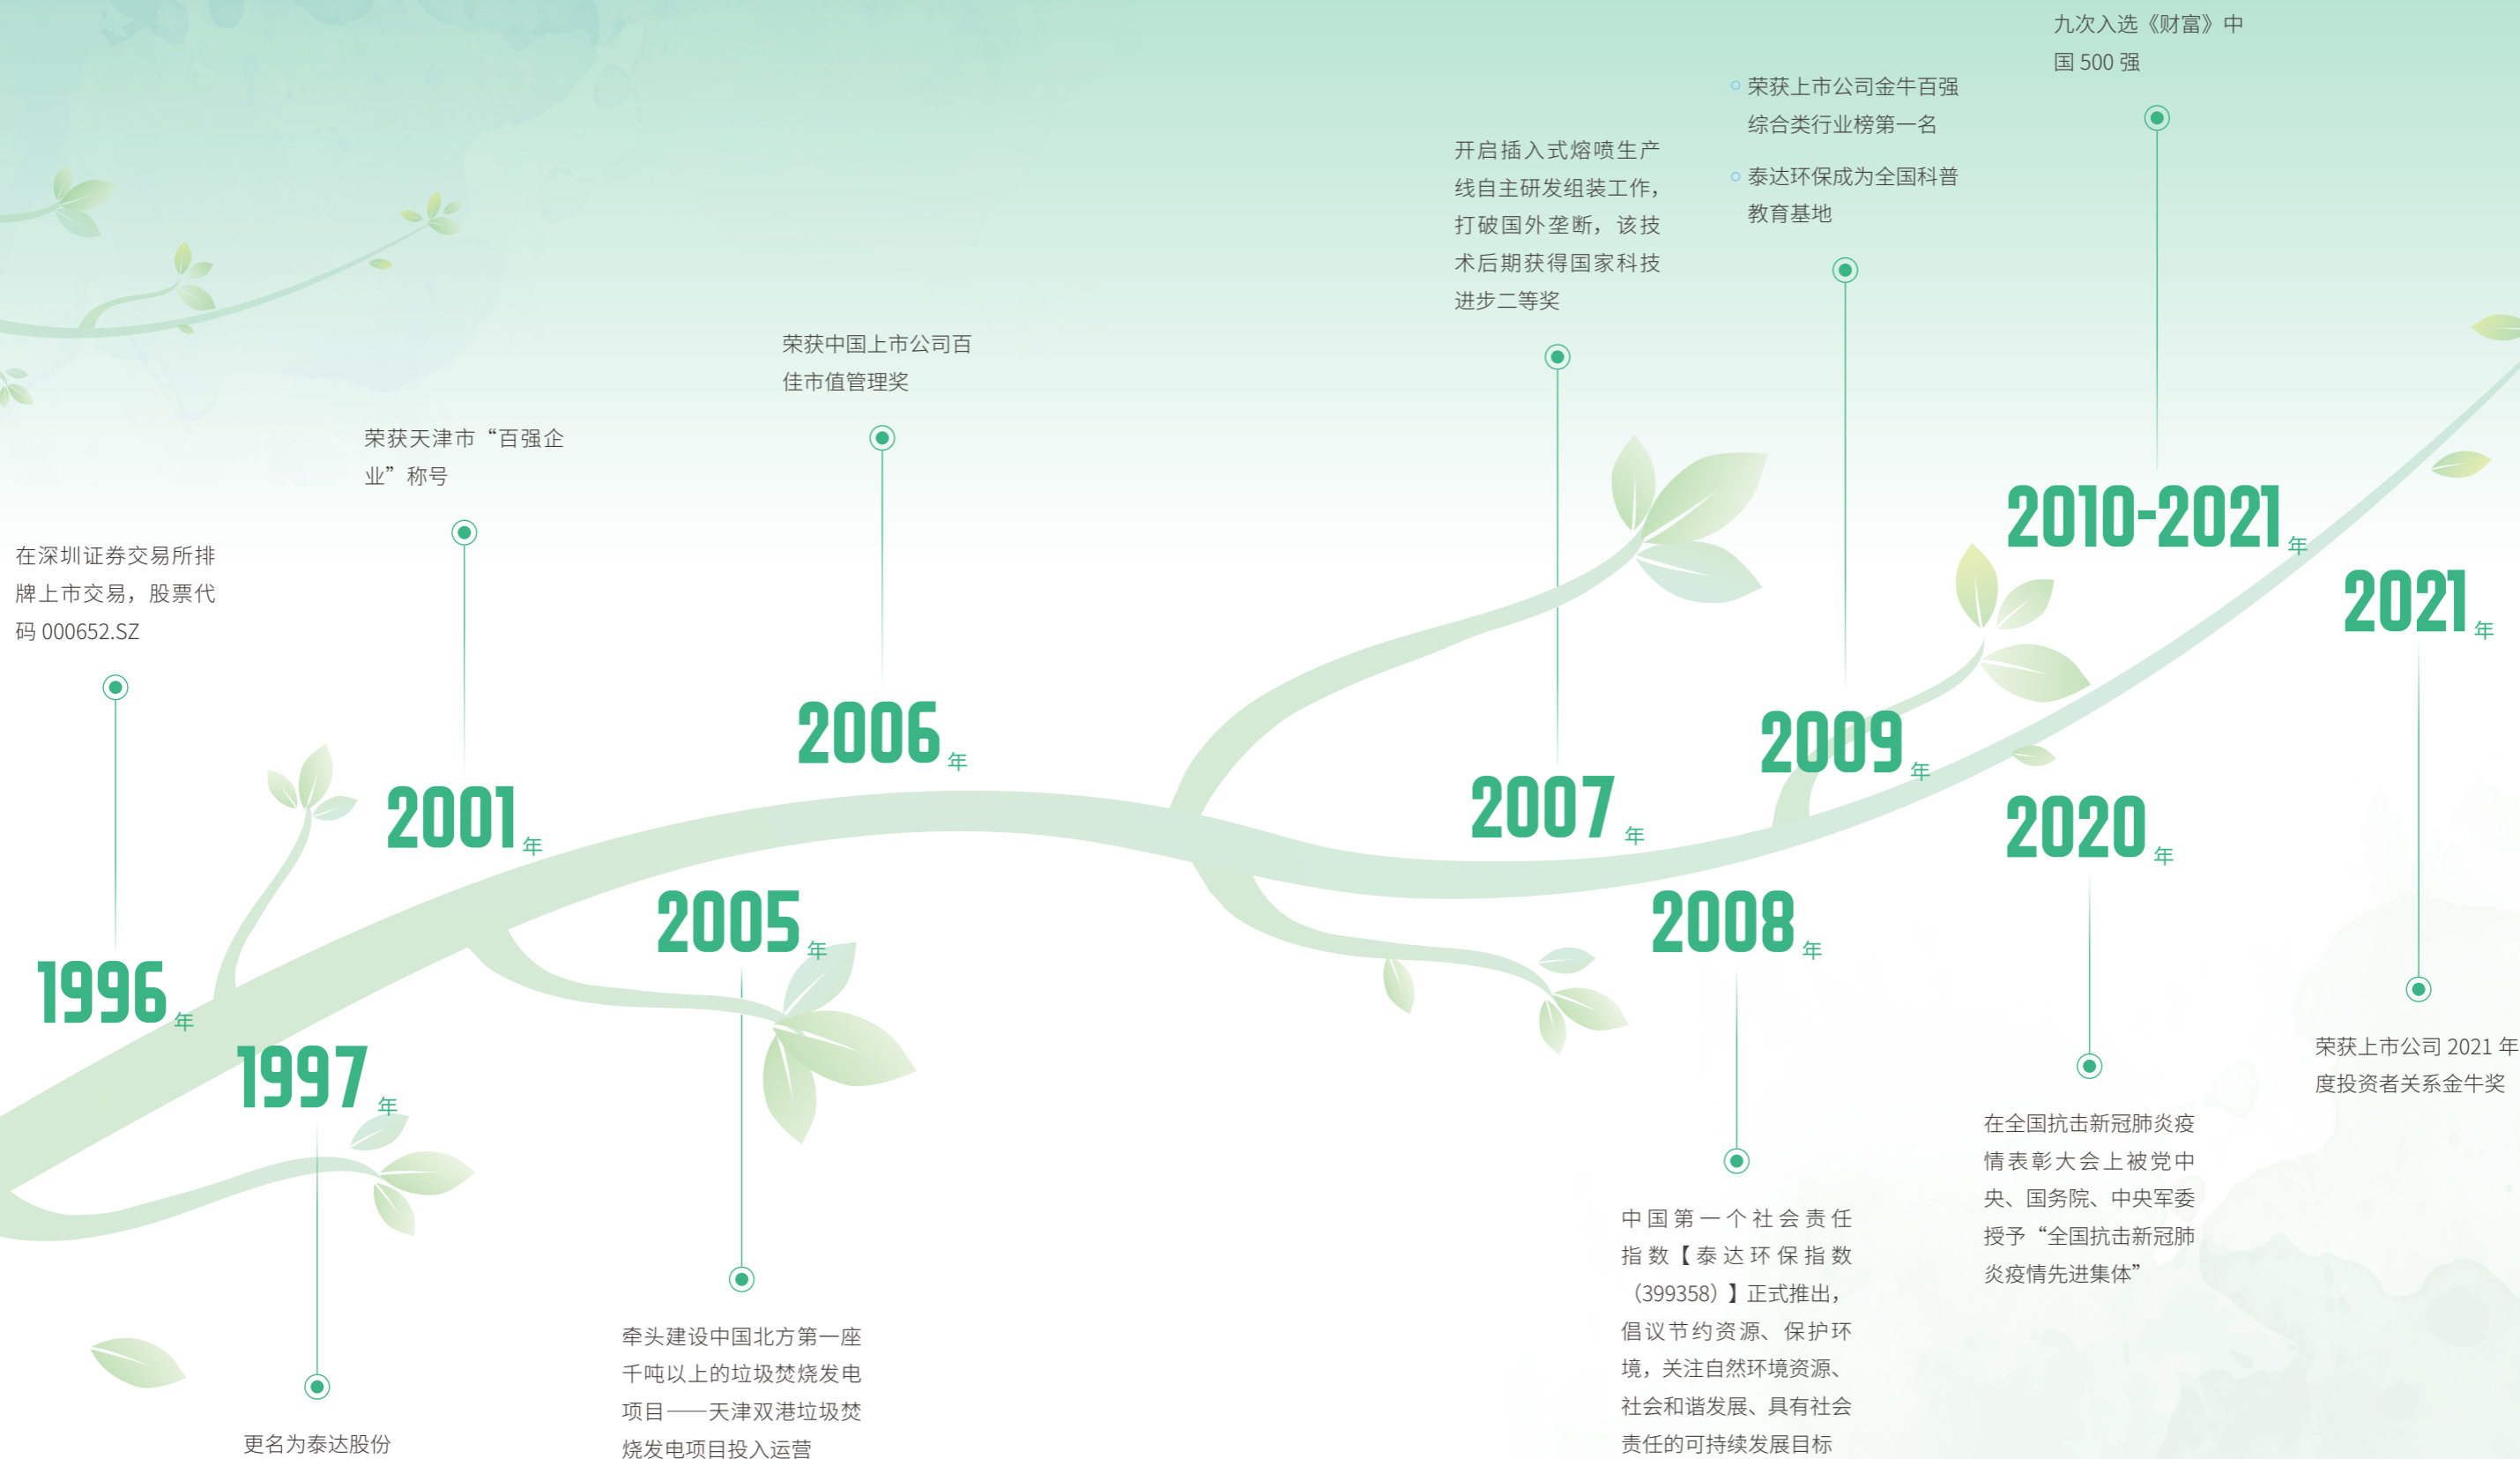 在深圳证券交易所排
牌上市交易，股票代
码 000652.SZ
1996年
1997年
更名为泰达股份
荣获天津市“百强企
业”称号
2001年
2005年
牵头建设中国北方第一座
千吨以上的垃圾焚烧发电
项目——天津双港垃圾焚
烧发电项目投入运营
荣获中国上市公司百
佳市值管理奖
2006年
开启插入式熔喷生产
线自主研发组装工作，
打破国外垄断，该技
术后期获得国家科技
进步二等奖
2007年
2008年
中国第一个社会责任
指数【泰达环保指数
（399358）】正式推出，
倡议节约资源、保护环
境，关注自然环境资源、
社会和谐发展、具有社会
责任的可持续发展目标
荣获上市公司金牛百强
综合类行业榜第一名
泰达环保成为全国科普
教育基地
2009年
九次入选《财富》中
国 500 强
2010-2021年
2020年
在全国抗击新冠肺炎疫
情表彰大会上被党中
央、国务院、中央军委
授予“全国抗击新冠肺
炎疫情先进集体”
2021年
荣获上市公司 2021 年
度投资者关系金牛奖